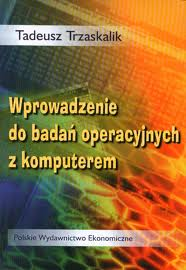 Tadeusz Trzaskalik
Wprowadzenie
do badań operacyjnych
z komputerem
Polskie Wydawnictwo Ekonomiczne